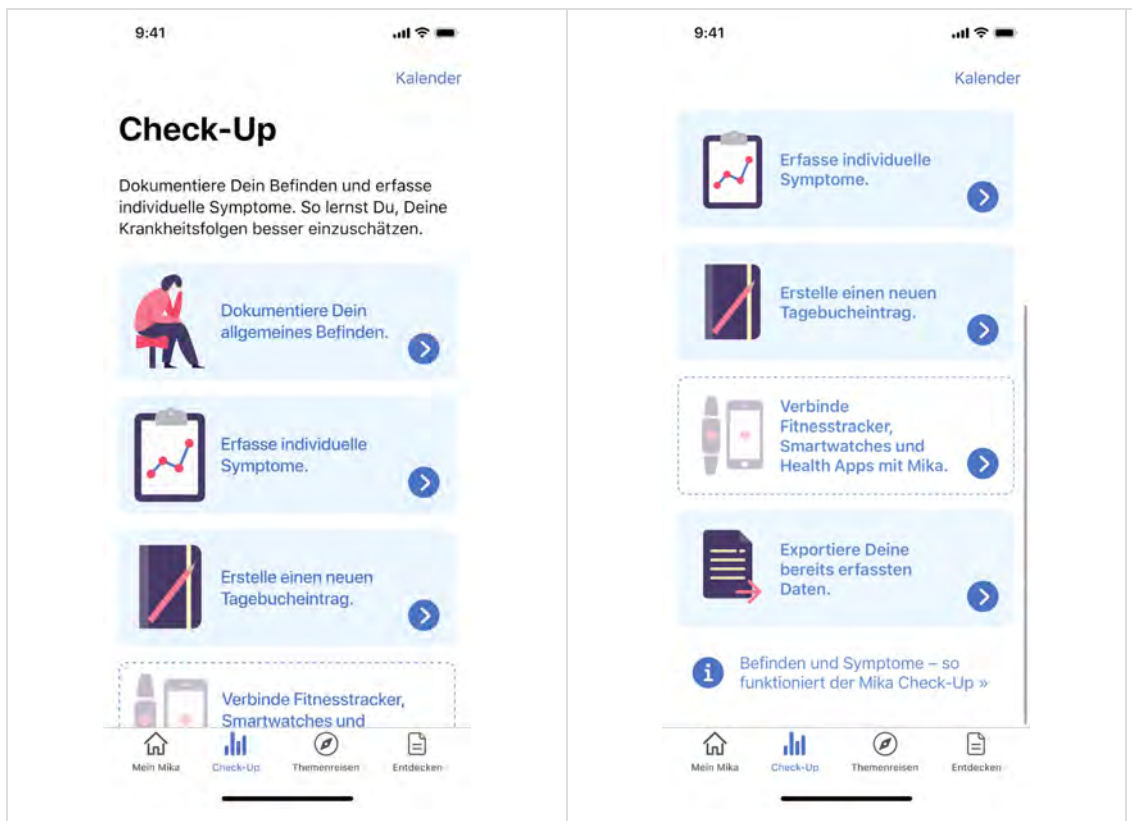 9:41
Kalender
Check-Up
Dokumentiere Dein Befinden und erfasse
individuelle Symptome. So lernst Du, Deine
Krankheitsfolgen besser einzuschätzen.
Dokumentiere Dein
allgemeines Befinden.
Erfasse individuelle
Symptome.
Erstelle einen neuen
Tagebucheintrag.
Verbinde Fitnesstracker,
Smartwatches und
Mein Mika
Check-Up
Themenreisen
Entdecken
9:41
Kalender
Erfasse individuelle
Symptome.
Erstelle einen neuen
Tagebucheintrag.
Verbinde
Fitnesstracker,
Smartwatches und
Health Apps mit Mika.
Exportiere Deine
bereits erfassten
Daten.
Befinden und Symptome – so
funktioniert der Mika Check-Up »
Mein Mika
Check-Up
Themenreisen
Entdecken